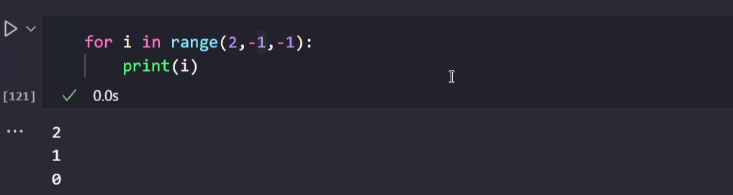 for i in range(2,-1,-1):
    print(i)
[121] 0.0s
...
2
1
0